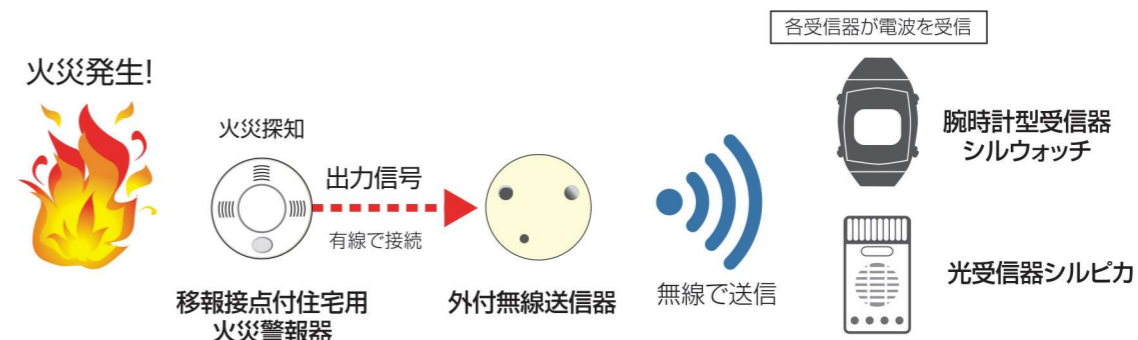 各受信器が電波を受信
火災発生!
火災探知
出力信号
有線で接続
移報接点付住宅用
火災警報器
外付無線送信器
無線で送信
腕時計型受信器
シルウォッチ
光受信器シルピカ